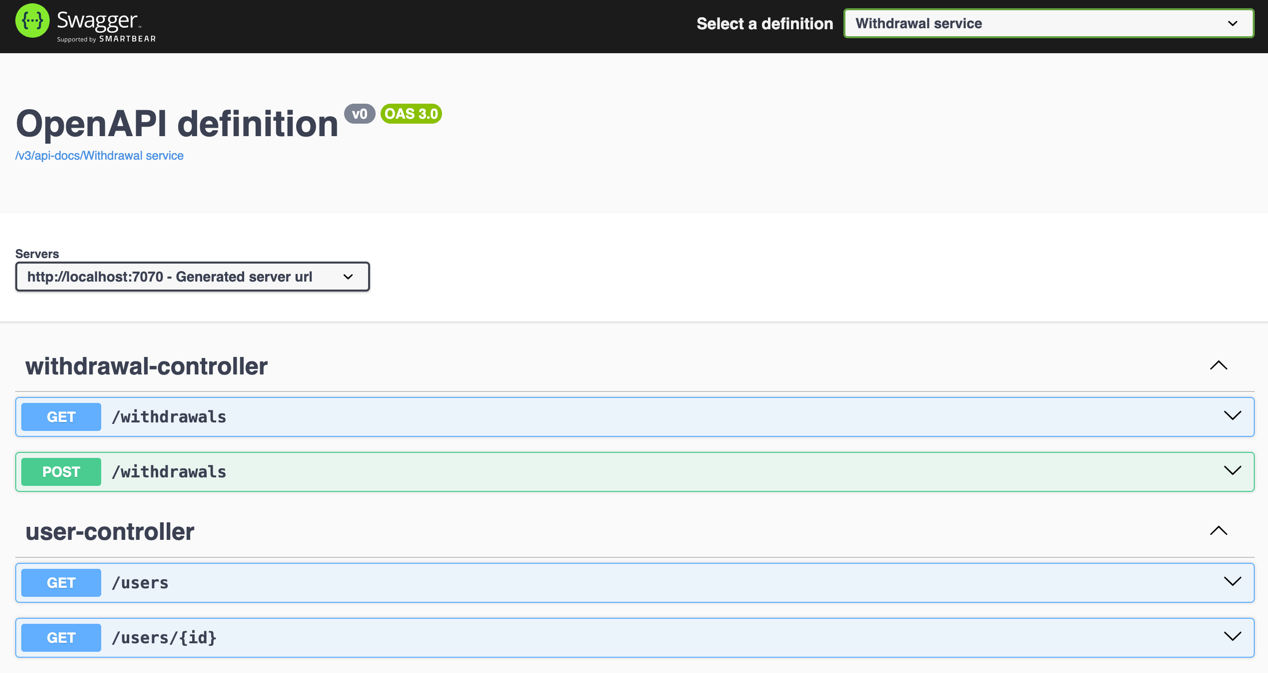 {···} Swagger.
Supported by SMARTBEAR
Select a definition
Withdrawal service
OpenAPI definition v0 OAS 3.0
/v3/api-docs/Withdrawal service
Servers
http://localhost:7070 - Generated server url
withdrawal-controller
GET /withdrawals
POST /withdrawals
user-controller
GET /users
GET /users/{id}